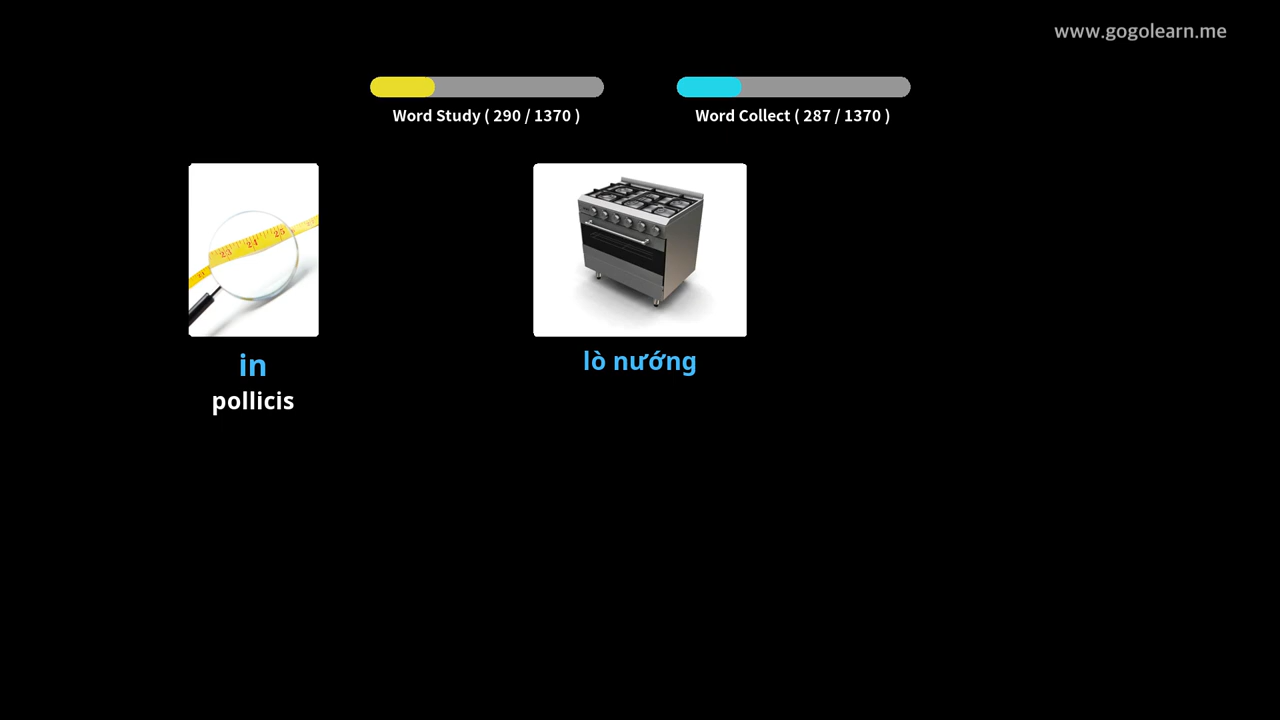 www.gogolearn.me
Word Study ( 290 / 1370 )
Word Collect ( 287 / 1370 )
in
pollicis
lò nướng